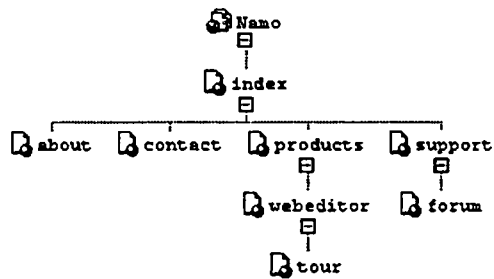 Namo
index
about contact products support
webeditor forum
tour